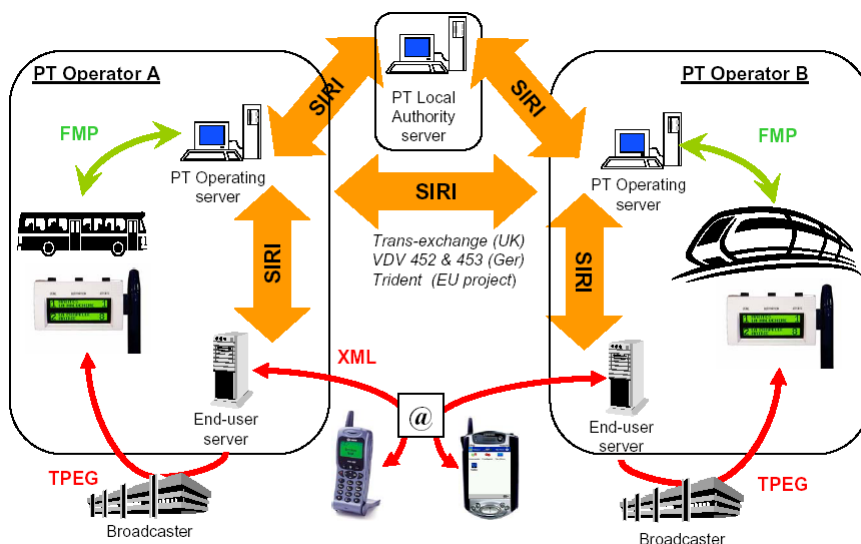 PT Operator A
PT Operator B
SIRI
SIRI
PT Local
Authority
server
FMP
FMP
PT Operating
server
PT Operating
server
SIRI
Trans-exchange (UK)
VDV 452 & 453 (Ger)
Trident (EU project)
SIRI
SIRI
XML
@
End-user
server
End-user
server
TPEG
TPEG
Broadcaster
Broadcaster